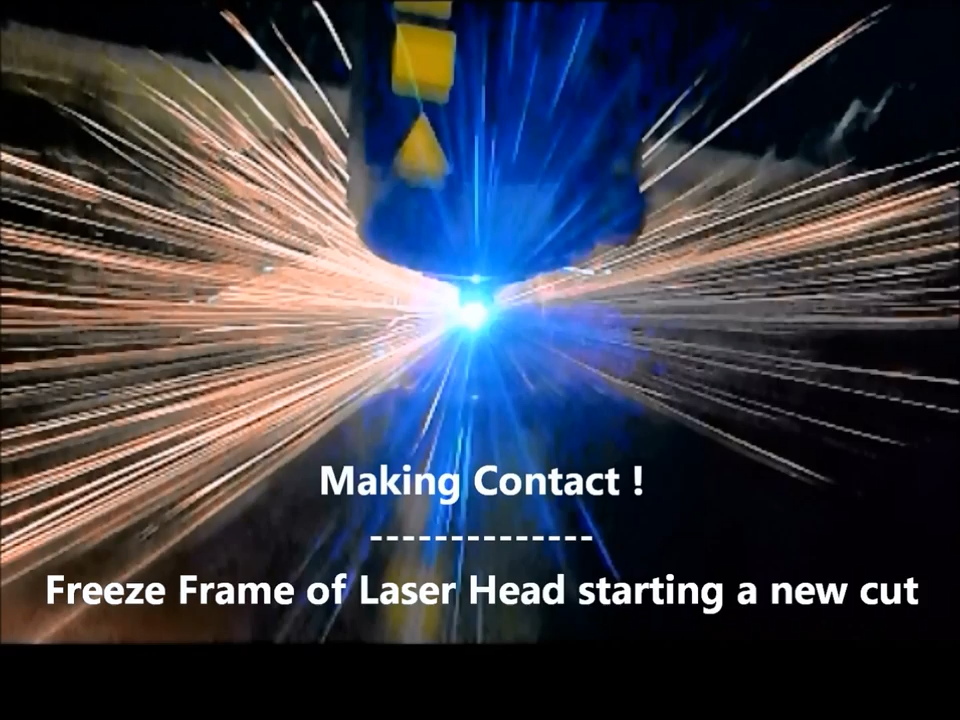 Making Contact !
--------------
Freeze Frame of Laser Head starting a new cut